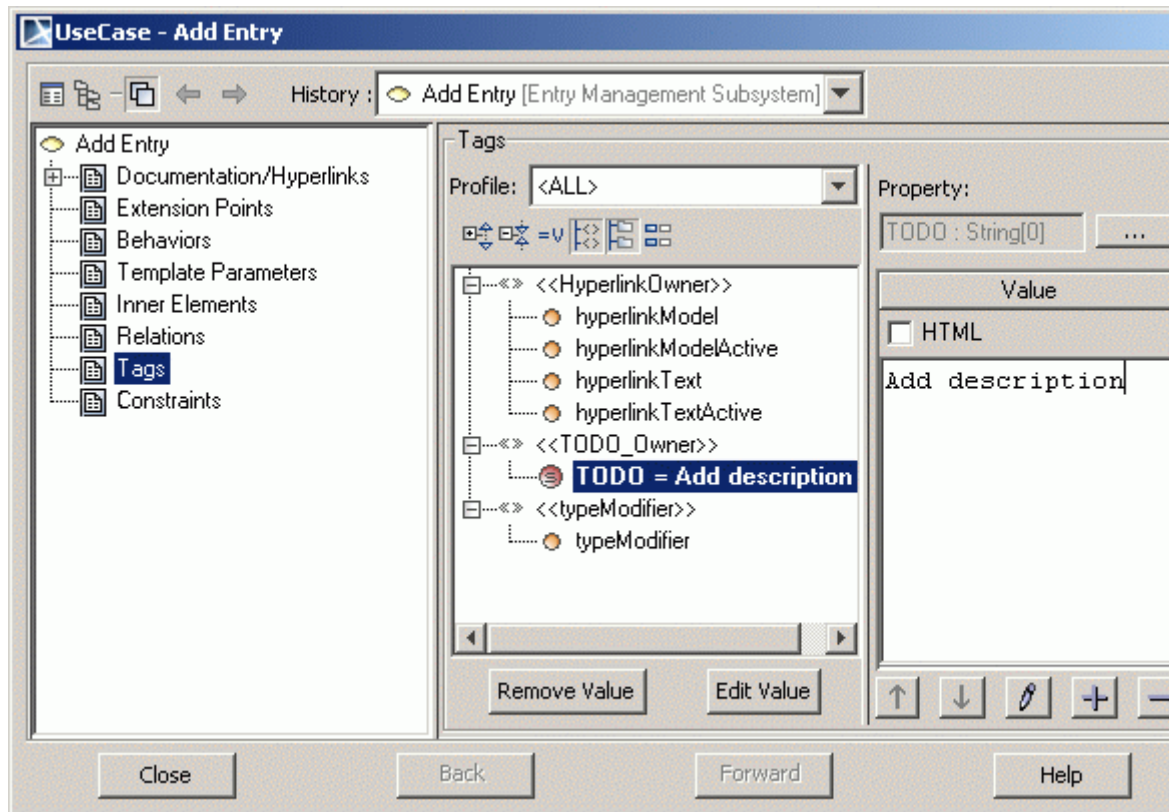 UseCase - Add Entry
History : Add Entry [Entry Management Subsystem]
Add Entry
Documentation/Hyperlinks
Extension Points
Behaviors
Template Parameters
Inner Elements
Relations
Tags
Constraints
Tags
Profile: <ALL>
=v
<<HyperlinkOwner>>
hyperlinkModel
hyperlinkModelActive
hyperlinkText
hyperlinkTextActive
<<TODO_Owner>>
TODO = Add description
<<typeModifier>>
typeModifier
Remove Value Edit Value
Property:
TODO : String[0] ...
Value
HTML
Add description
Close Back Forward Help